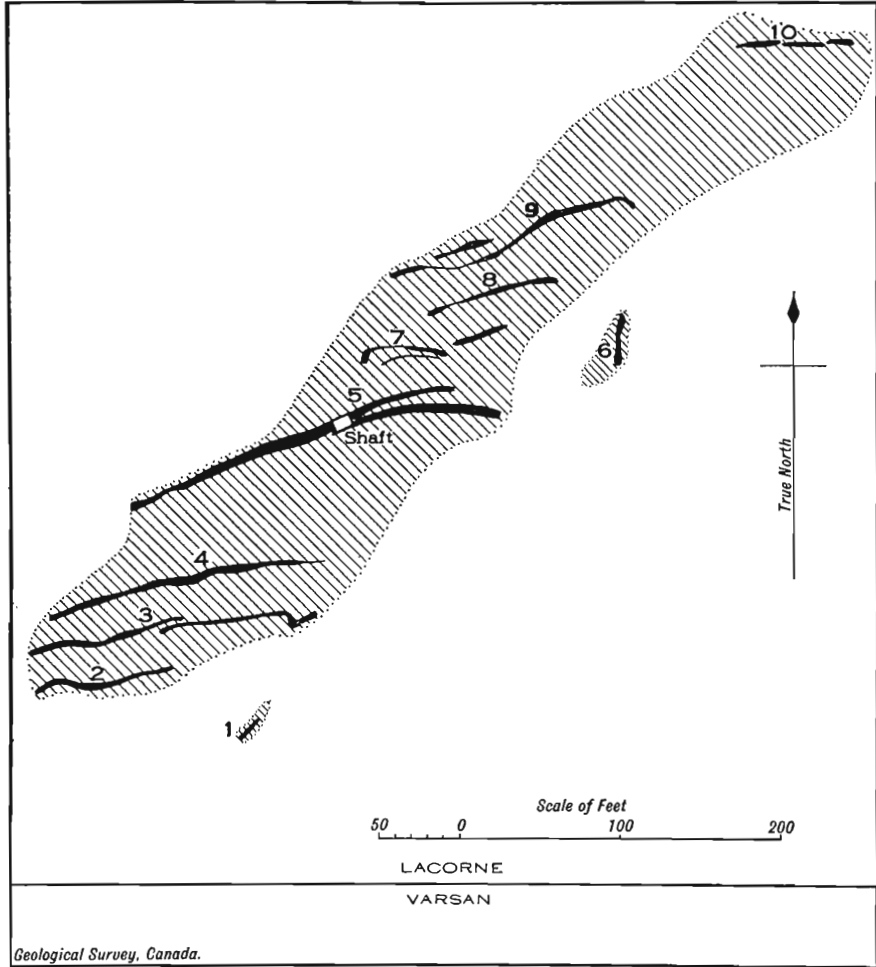 10
9
8
7
6
5
Shaft
True North
4
3
2
1
Scale of Feet
50 0 100 200
LACORNE
VARSAN
Geological Survey, Canada.